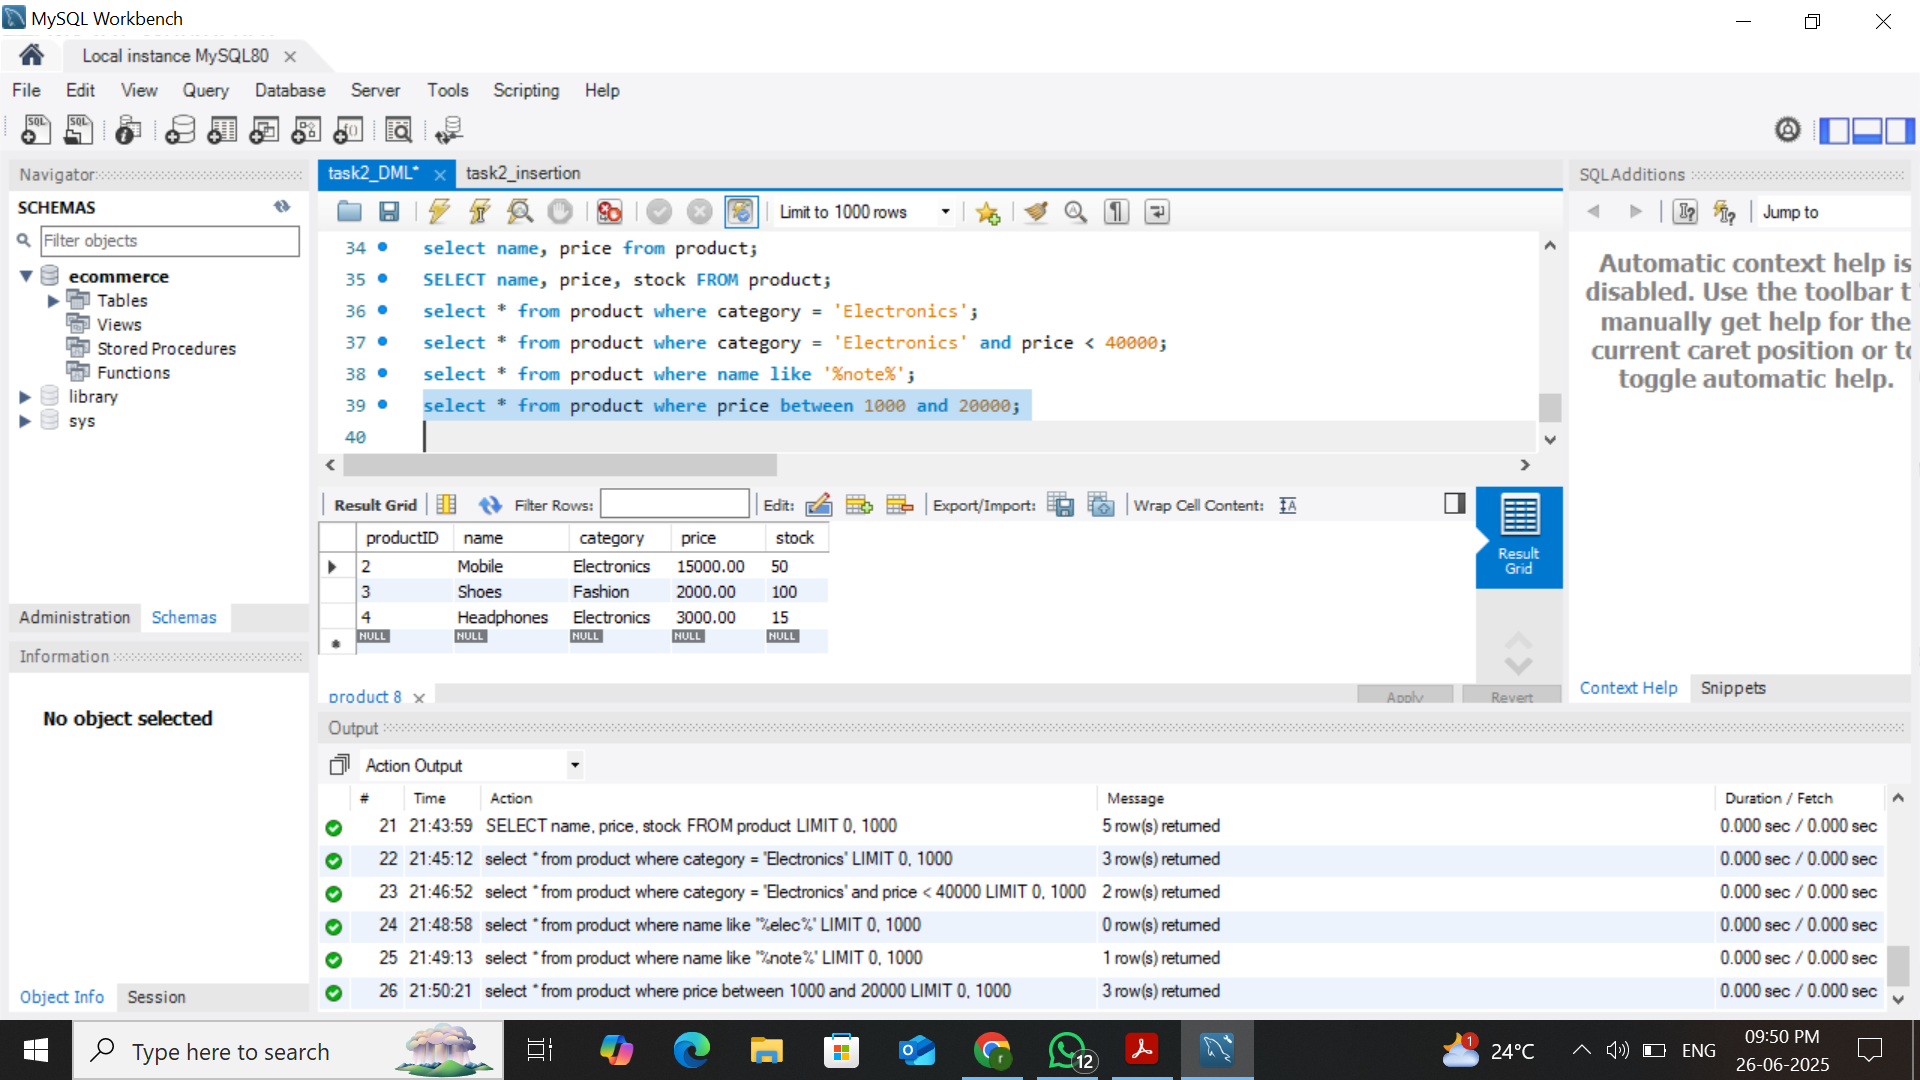 MySQL Workbench
Local instance MySQL80
File Edit View Query Database Server Tools Scripting Help
Navigator
SCHEMAS
Filter objects
ecommerce
Tables
Views
Stored Procedures
Functions
library
sys
Administration Schemas
Information
No object selected
Object Info Session
task2_DML* task2_insertion
Limit to 1000 rows
34 select name, price from product;
35 SELECT name, price, stock FROM product;
36 select * from product where category = 'Electronics';
37 select * from product where category = 'Electronics' and price < 40000;
38 select * from product where name like '%note%';
39 select * from product where price between 1000 and 20000;
40
Result Grid Filter Rows: Edit: Export/Import: Wrap Cell Content:
productID name category price stock
2 Mobile Electronics 15000.00 50
3 Shoes Fashion 2000.00 100
4 Headphones Electronics 3000.00 15
NULL NULL NULL NULL NULL
Result
Grid
product 8 Apply Revert
SQLAdditions
Jump to
Automatic context help is
disabled. Use the toolbar t
manually get help for the
current caret position or to
toggle automatic help.
Context Help Snippets
Output
Action Output
# Time Action Message Duration / Fetch
21 21:43:59 SELECT name, price, stock FROM product LIMIT 0, 1000 5 row(s) returned 0.000 sec / 0.000 sec
22 21:45:12 select * from product where category = 'Electronics' LIMIT 0, 1000 3 row(s) returned 0.000 sec / 0.000 sec
23 21:46:52 select * from product where category = 'Electronics' and price < 40000 LIMIT 0, 1000 2 row(s) returned 0.000 sec / 0.000 sec
24 21:48:58 select * from product where name like '%elec%' LIMIT 0, 1000 0 row(s) returned 0.000 sec / 0.000 sec
25 21:49:13 select * from product where name like '%note%' LIMIT 0, 1000 1 row(s) returned 0.000 sec / 0.000 sec
26 21:50:21 select * from product where price between 1000 and 20000 LIMIT 0, 1000 3 row(s) returned 0.000 sec / 0.000 sec
Type here to search
12
1
24°C
ENG
09:50 PM
26-06-2025